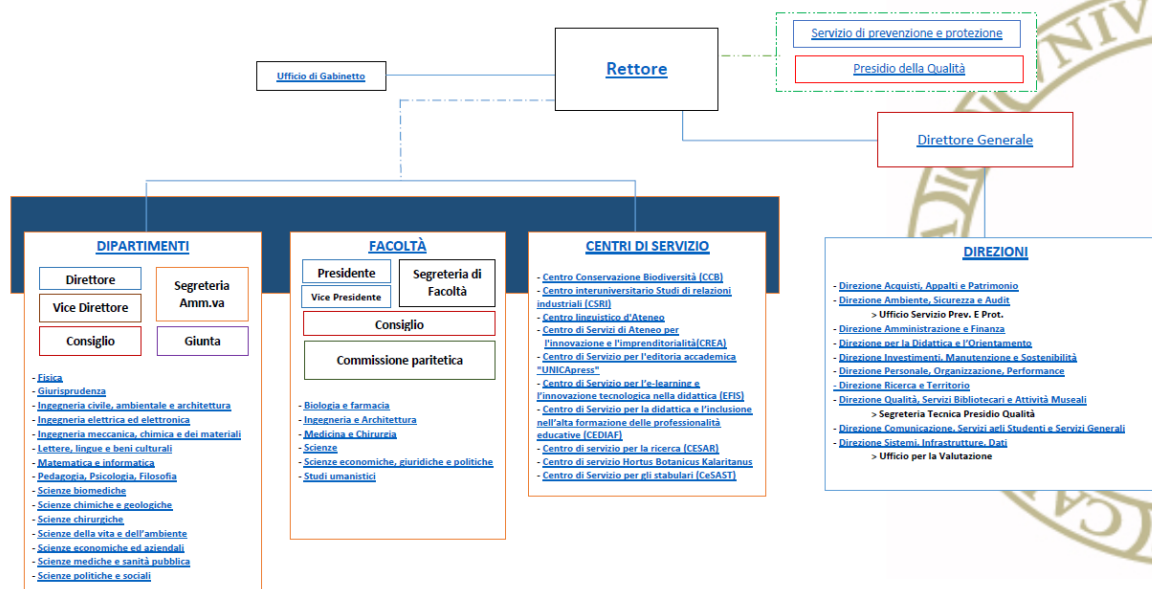 Servizio di prevenzione e protezione
Rettore
Presidio della Qualità
Ufficio di Gabinetto
Direttore Generale
DIPARTIMENTI
Direttore
Segreteria
Amm.va
Vice Direttore
Consiglio
Giunta
- Fisica
- Giurisprudenza
- Ingegneria civile, ambientale e architettura
- Ingegneria elettrica ed elettronica
- Ingegneria meccanica, chimica e dei materiali
- Lettere, lingue e beni culturali
- Matematica e informatica
- Pedagogia, Psicologia, Filosofia
- Scienze biomediche
- Scienze chimiche e geologiche
- Scienze chirurgiche
- Scienze della vita e dell'ambiente
- Scienze economiche ed aziendali
- Scienze mediche e sanità pubblica
- Scienze politiche e sociali
FACOLTÀ
Presidente
Segreteria di
Facoltà
Vice Presidente
Consiglio
Commissione paritetica
- Biologia e farmacia
- Ingegneria e Architettura
- Medicina e Chirurgia
- Scienze
- Scienze economiche, giuridiche e politiche
- Studi umanistici
CENTRI DI SERVIZIO
- Centro Conservazione Biodiversità (CCB)
- Centro interuniversitario Studi di relazioni
industriali (CSRI)
- Centro linguistico d'Ateneo
- Centro di Servizi di Ateneo per
l'innovazione e l'imprenditorialità(CREA)
- Centro di Servizio per l'editoria accademica
"UNICApress"
- Centro di Servizio per l'e-learning e
l'innovazione tecnologica nella didattica (EFIS)
- Centro di Servizio per la didattica e l'inclusione
nell'alta formazione delle professionalità
educative (CEDIAF)
- Centro di servizio per la ricerca (CESAR)
- Centro di servizio Hortus Botanicus Kalaritanus
- Centro di Servizio per gli stabulari (CeSAST)
DIREZIONI
- Direzione Acquisti, Appalti e Patrimonio
- Direzione Ambiente, Sicurezza e Audit
> Ufficio Servizio Prev. E Prot.
- Direzione Amministrazione e Finanza
- Direzione per la Didattica e l'Orientamento
- Direzione Investimenti, Manutenzione e Sostenibilità
- Direzione Personale, Organizzazione, Performance
- Direzione Ricerca e Territorio
- Direzione Qualità, Servizi Bibliotecari e Attività Museali
> Segreteria Tecnica Presidio Qualità
- Direzione Comunicazione, Servizi agli Studenti e Servizi Generali
- Direzione Sistemi, Infrastrutture, Dati
> Ufficio per la Valutazione